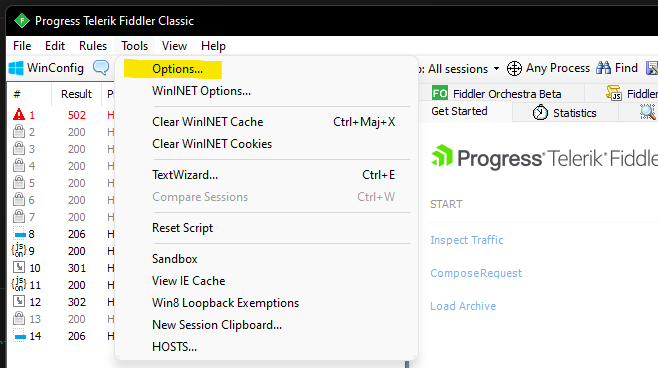 Progress Telerik Fiddler Classic
File Edit Rules Tools View Help
WinConfig
: All sessions Any Process Find
# Result
1 502
2 200
3 200
4 200
5 200
6 200
7 200
8 206
9 200
10 301
11 200
12 302
13 200
14 206
Options...
WinINET Options...
Clear WinINET Cache Ctrl+Maj+X
Clear WinINET Cookies
TextWizard... Ctrl+E
Compare Sessions Ctrl+W
Reset Script
Sandbox
View IE Cache
Win8 Loopback Exemptions
New Session Clipboard...
HOSTS...
FO Fiddler Orchestra Beta JS Fiddler
Get Started Statistics
Progress Telerik Fiddle
START
Inspect Traffic
Compose Request
Load Archive